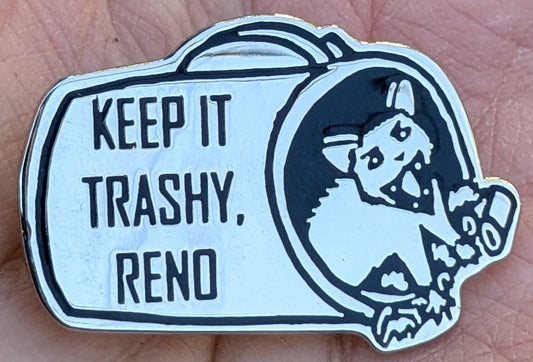 KEEP IT
TRASHY,
RENO